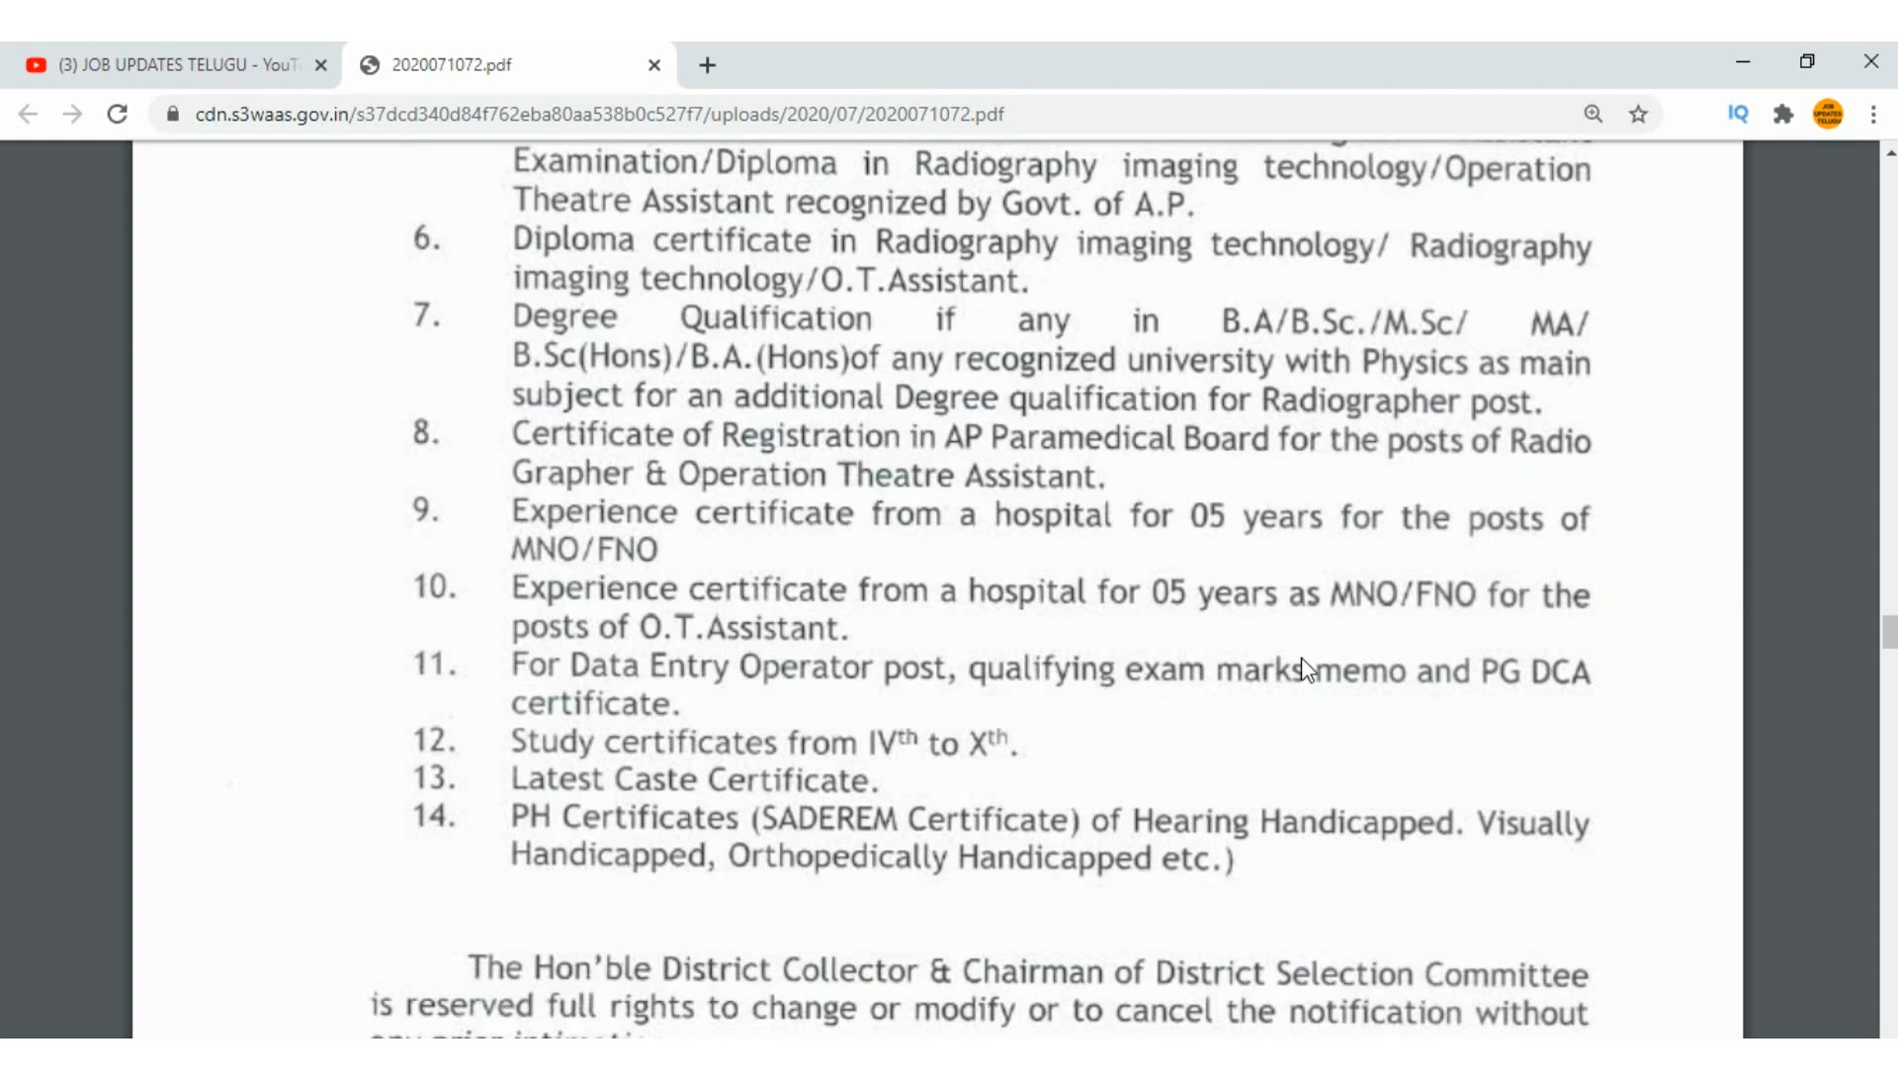 (3) JOB UPDATES TELUGU - YouT
2020071072.pdf
cdn.s3waas.gov.in/s37dcd340d84f762eba80aa538b0c527f7/uploads/2020/07/2020071072.pdf
IQ
JOB
UPDATES
TELUGU
Examination/Diploma in Radiography imaging technology/Operation
Theatre Assistant recognized by Govt. of A.P.
6. Diploma certificate in Radiography imaging technology/ Radiography
imaging technology/O.T.Assistant.
7. Degree Qualification if any in B.A/B.Sc./M.Sc/ MA/
B.Sc(Hons)/B.A.(Hons)of any recognized university with Physics as main
subject for an additional Degree qualification for Radiographer post.
8. Certificate of Registration in AP Paramedical Board for the posts of Radio
Grapher & Operation Theatre Assistant.
9. Experience certificate from a hospital for 05 years for the posts of
MNO/FNO
10. Experience certificate from a hospital for 05 years as MNO/FNO for the
posts of O.T.Assistant.
11. For Data Entry Operator post, qualifying exam marks memo and PG DCA
certificate.
12. Study certificates from IVth to Xth.
13. Latest Caste Certificate.
14. PH Certificates (SADEREM Certificate) of Hearing Handicapped. Visually
Handicapped, Orthopedically Handicapped etc.)
The Hon'ble District Collector & Chairman of District Selection Committee
is reserved full rights to change or modify or to cancel the notification without